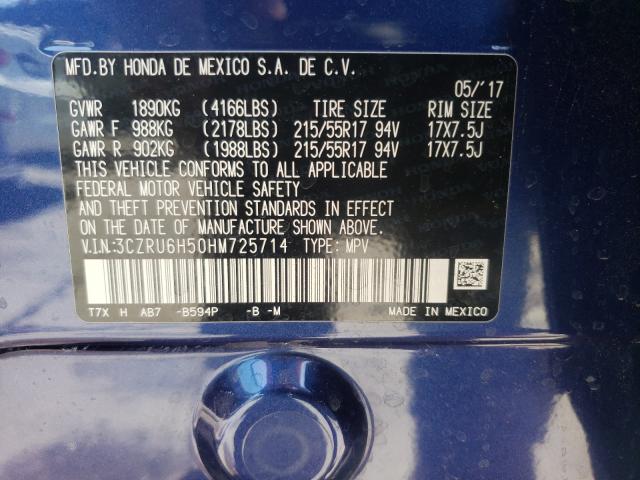 MFD.BY HONDA DE MEXICO S.A. DE C.V.
05/'17
GVWR 1890KG (4166LBS) TIRE SIZE RIM SIZE
GAWR F 988KG (2178LBS) 215/55R17 94V 17X7.5J
GAWR R 902KG (1988LBS) 215/55R17 94V 17X7.5J
THIS VEHICLE CONFORMS TO ALL APPLICABLE
FEDERAL MOTOR VEHICLE SAFETY
AND THEFT PREVENTION STANDARDS IN EFFECT
ON THE DATE OF MANUFACTURE SHOWN ABOVE.
V.I.N.:3CZRU6H50HM725714 TYPE: MPV
T7X H AB7 -B594P -B -M MADE IN MEXICO